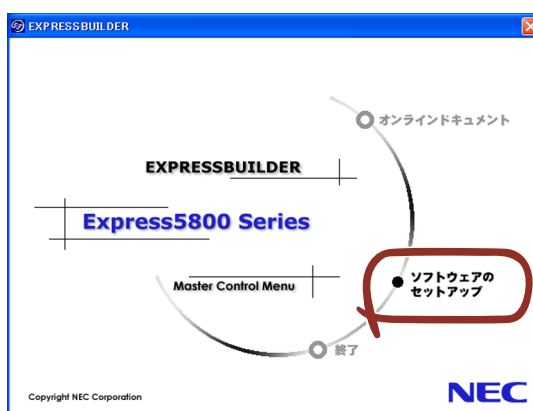 EXPRESSBUILDER
オンラインドキュメント
EXPRESSBUILDER
Express5800 Series
ソフトウェアの
セットアップ
Master Control Menu
終了
Copyright NEC Corporation
NEC